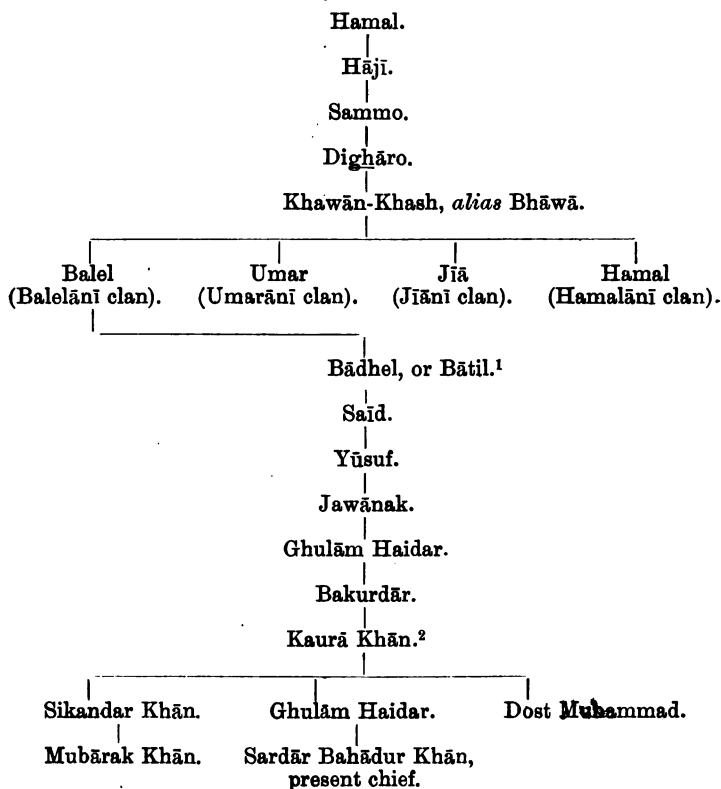 Hamal.
Hājī.
Sammo.
Dighāro.
Khawān-Khash, alias Bhāwā.
Balel Umar Jīā Hamal
(Balelānī clan). (Umarānī clan). (Jīānī clan). (Hamalānī clan).
Bādhel, or Bātil.¹
Saīd.
Yūsuf.
Jawānak.
Ghulām Haidar.
Bakurdār.
Kaurā Khān.²
Sikandar Khān. Ghulām Haidar. Dost Muhammad.
Mubārak Khān. Sardār Bahādur Khān,
present chief.